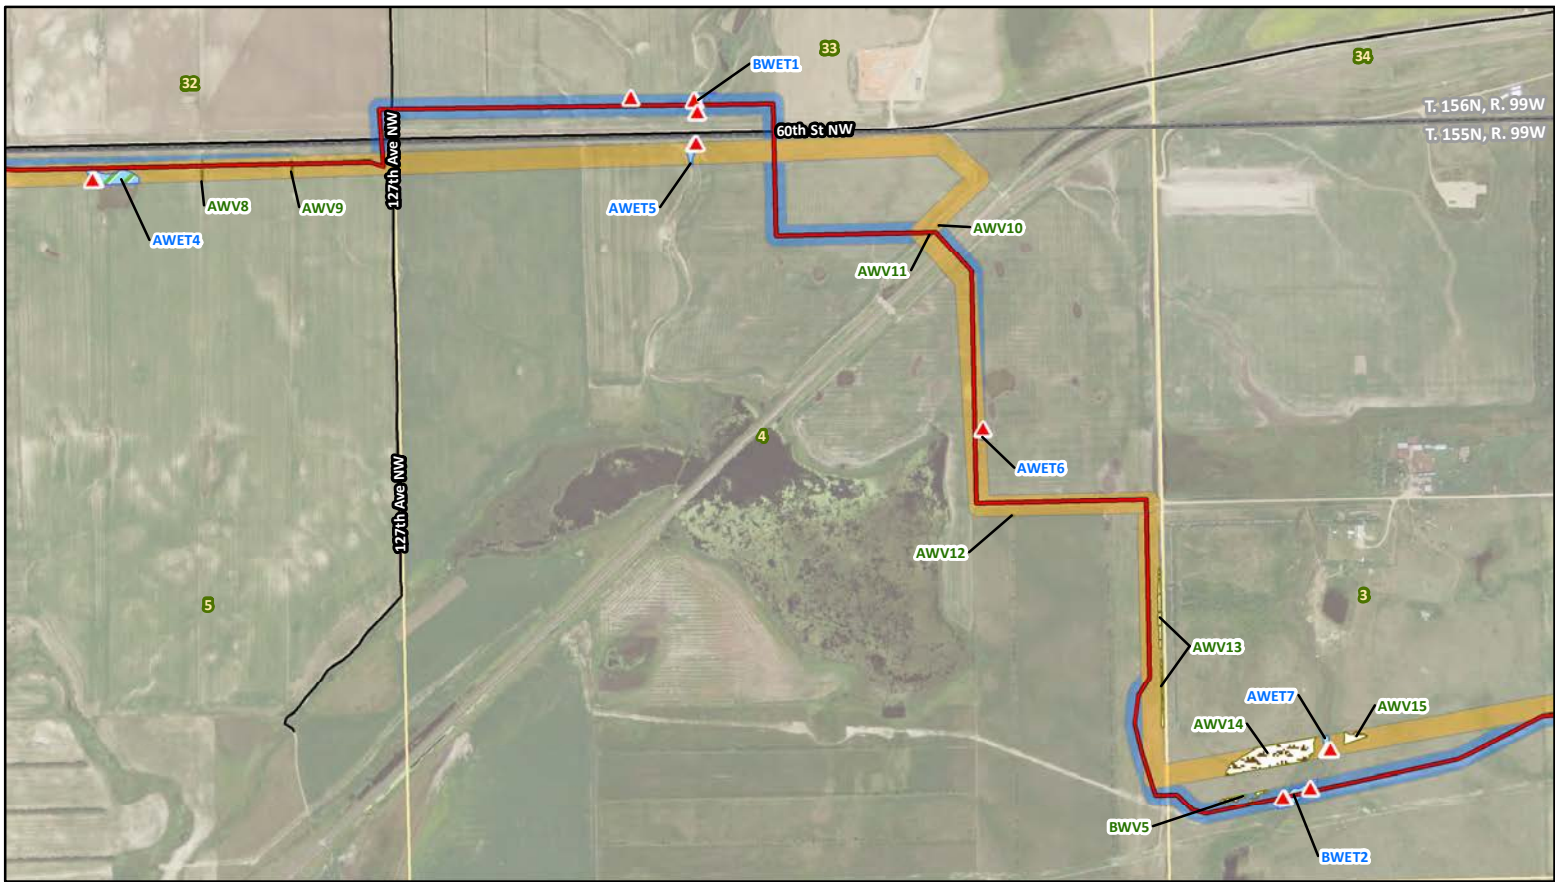 33
34
BWET1
32
T. 156N, R. 99W
60th St NW
T. 155N, R. 99W
127th Ave NW
AWV8
AWV9
AWET5
AWET4
AWV10
AWV11
4
AWET6
127th Ave NW
AWV12
5
3
AWV13
AWET7
AWV14
AWV15
BWV5
BWET2